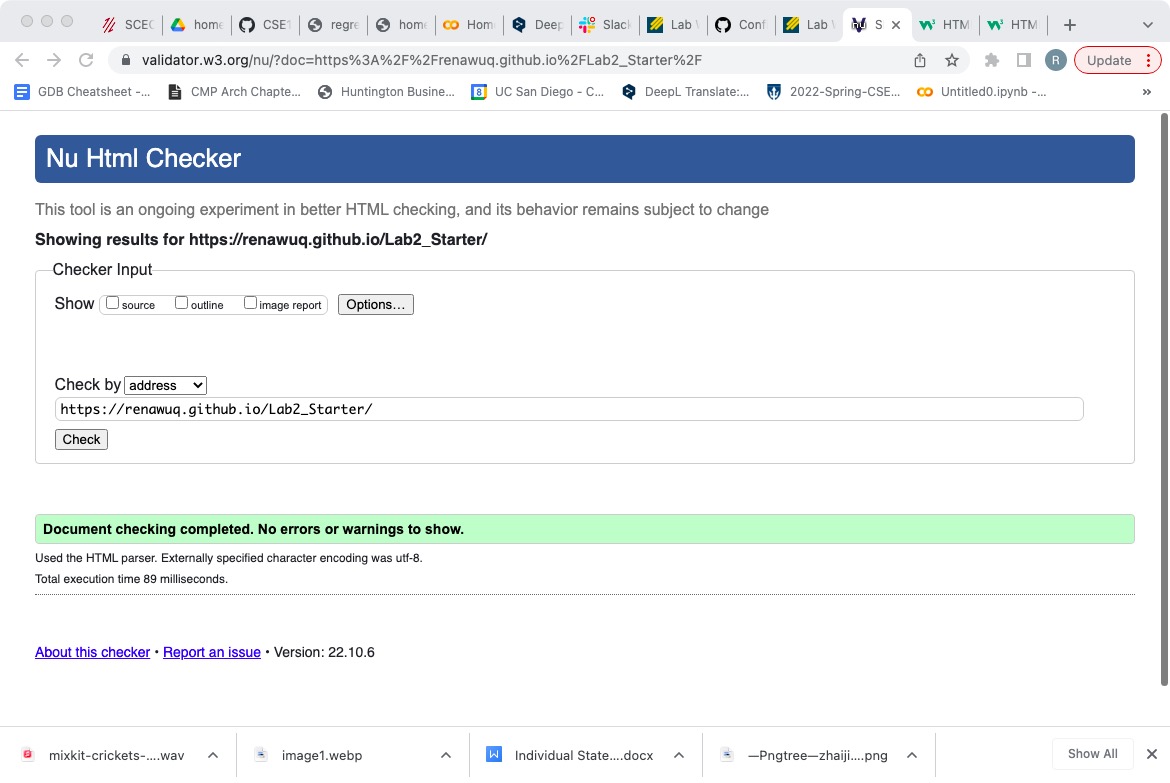 SCEC home CSE1 regre home Hom Deep Slack Lab Conf Lab S HTM HTM
validator.w3.org/nu/?doc=https%3A%2F%2Frenawuq.github.io%2FLab2_Starter%2F R Update
GDB Cheatsheet -... CMP Arch Chapte... Huntington Busine... UC San Diego - C... DeepL Translate:... 2022-Spring-CSE... Untitled0.ipynb -... »
Nu Html Checker
This tool is an ongoing experiment in better HTML checking, and its behavior remains subject to change
Showing results for https://renawuq.github.io/Lab2_Starter/
Checker Input
Show source outline image report Options...
Check by address
https://renawuq.github.io/Lab2_Starter/
Check
Document checking completed. No errors or warnings to show.
Used the HTML parser. Externally specified character encoding was utf-8.
Total execution time 89 milliseconds.
About this checker • Report an issue • Version: 22.10.6
mixkit-crickets-....wav image1.webp Individual State....docx —Pngtree—zhaiji....png Show All